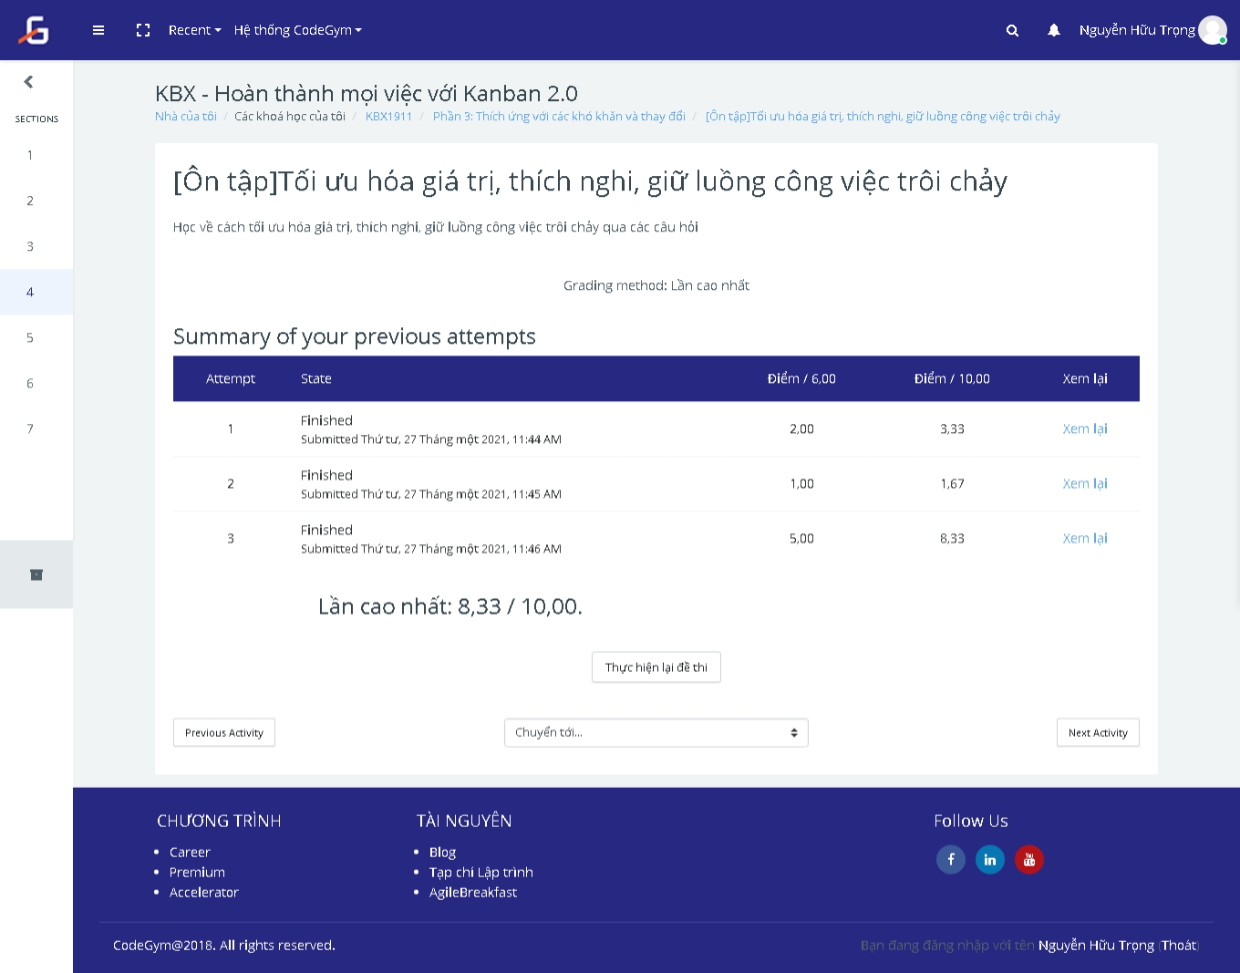 Recent
Hệ thống CodeGym
Nguyễn Hữu Trọng
SECTIONS
1
2
3
4
5
6
7
KBX - Hoàn thành mọi việc với Kanban 2.0
Nhà của tôi / Các khoá học của tôi / KBX1911 / Phần 3: Thích ứng với các khó khăn và thay đổi / [Ôn tập]Tối ưu hóa giá trị, thích nghi, giữ luồng công việc trôi chảy
[Ôn tập]Tối ưu hóa giá trị, thích nghi, giữ luồng công việc trôi chảy
Học về cách tối ưu hóa giá trị, thích nghi, giữ luồng công việc trôi chảy qua các câu hỏi
Grading method: Lần cao nhất
Summary of your previous attempts
Attempt State Điểm / 6,00 Điểm / 10,00 Xem lại
1 Finished 2,00 3,33 Xem lại
Submitted Thứ tư, 27 Tháng một 2021, 11:44 AM
2 Finished 1,00 1,67 Xem lại
Submitted Thứ tư, 27 Tháng một 2021, 11:45 AM
3 Finished 5,00 8,33 Xem lại
Submitted Thứ tư, 27 Tháng một 2021, 11:46 AM
Lần cao nhất: 8,33 / 10,00.
Thực hiện lại đề thi
Previous Activity
Chuyển tới...
Next Activity
CHƯƠNG TRÌNH
Career
Premium
Accelerator
TÀI NGUYÊN
Blog
Tạp chí Lập trình
AgileBreakfast
Follow Us
CodeGym@2018. All rights reserved.
Bạn đang đăng nhập với tên Nguyễn Hữu Trọng (Thoát)